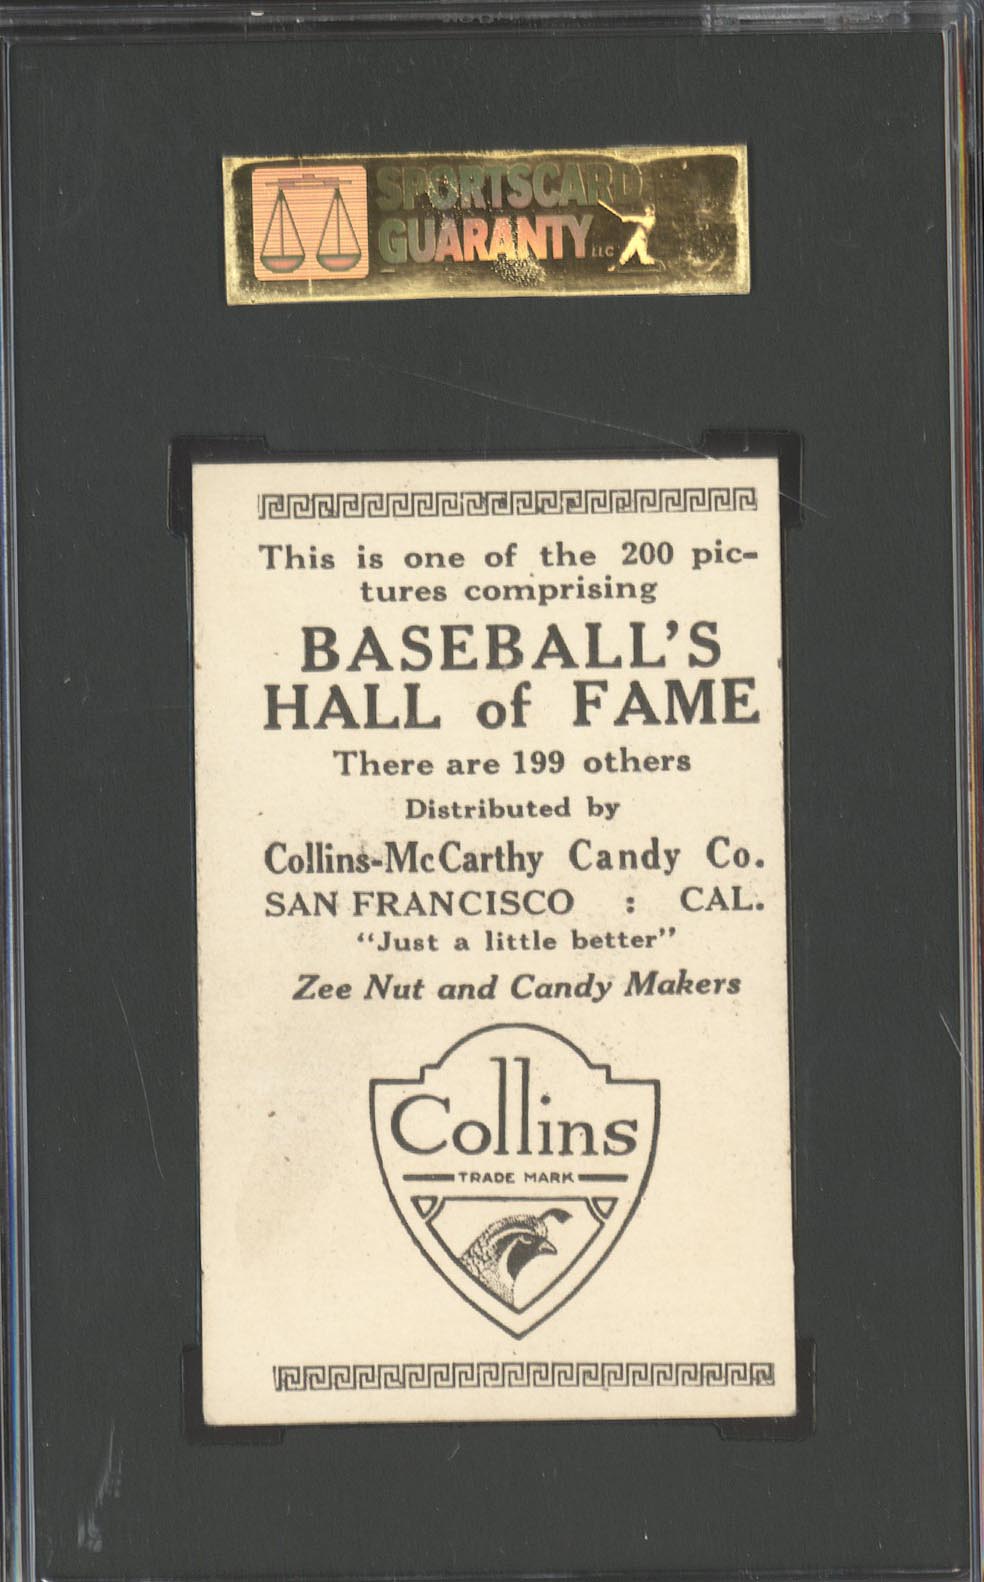 SPORTSCARD
GUARANTY LLC
This is one of the 200 pic-
tures comprising
BASEBALL'S
HALL of FAME
There are 199 others
Distributed by
Collins-McCarthy Candy Co.
SAN FRANCISCO : CAL.
"Just a little better"
Zee Nut and Candy Makers
Collins
TRADE MARK